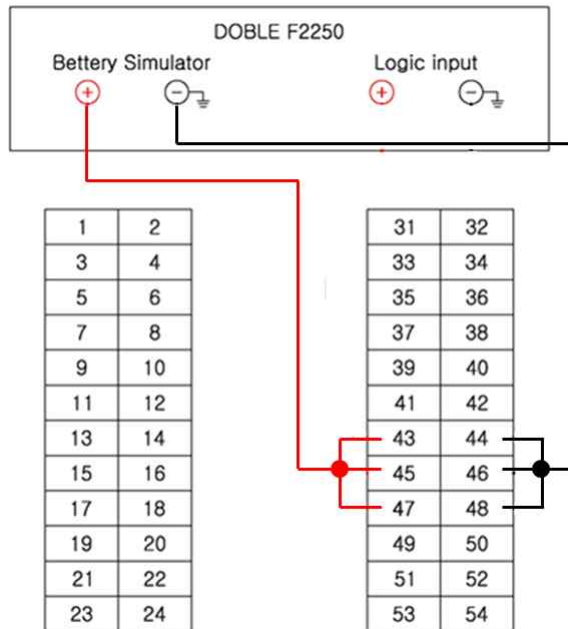 DOBLE F2250
Bettery Simulator Logic input
+ − + −
1 2 31 32
3 4 33 34
5 6 35 36
7 8 37 38
9 10 39 40
11 12 41 42
13 14 43 44
15 16 45 46
17 18 47 48
19 20 49 50
21 22 51 52
23 24 53 54